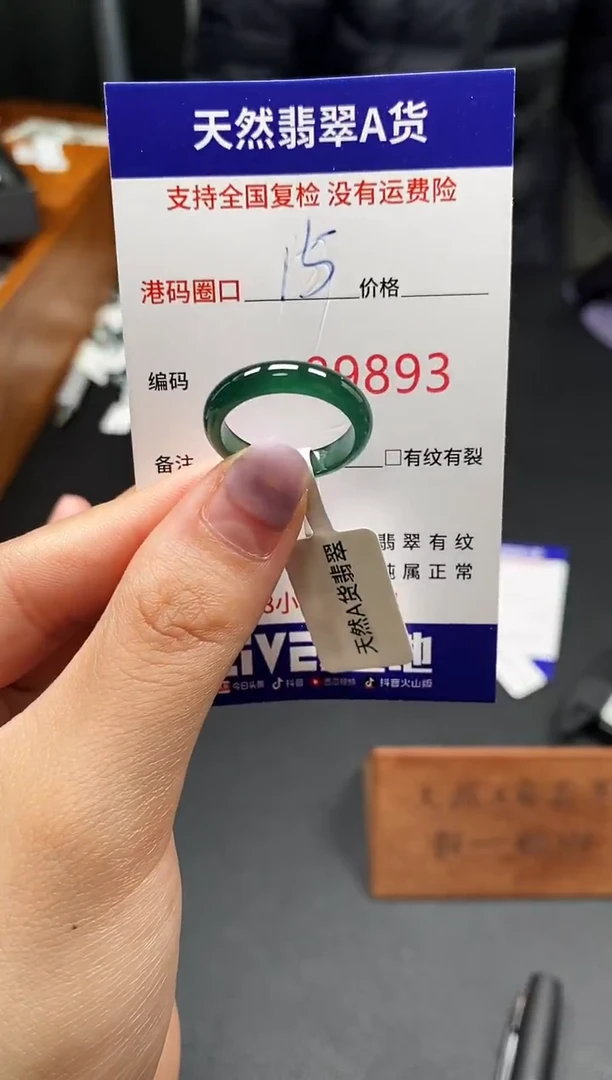 天然翡翠A货
支持全国复检 没有运费险
港码圈口 15 价格
编码 9893
备注 □有纹有裂
翡翠有纹
属正常
LIVE
今日头条 抖音 抖音火山版
天然A货翡翠